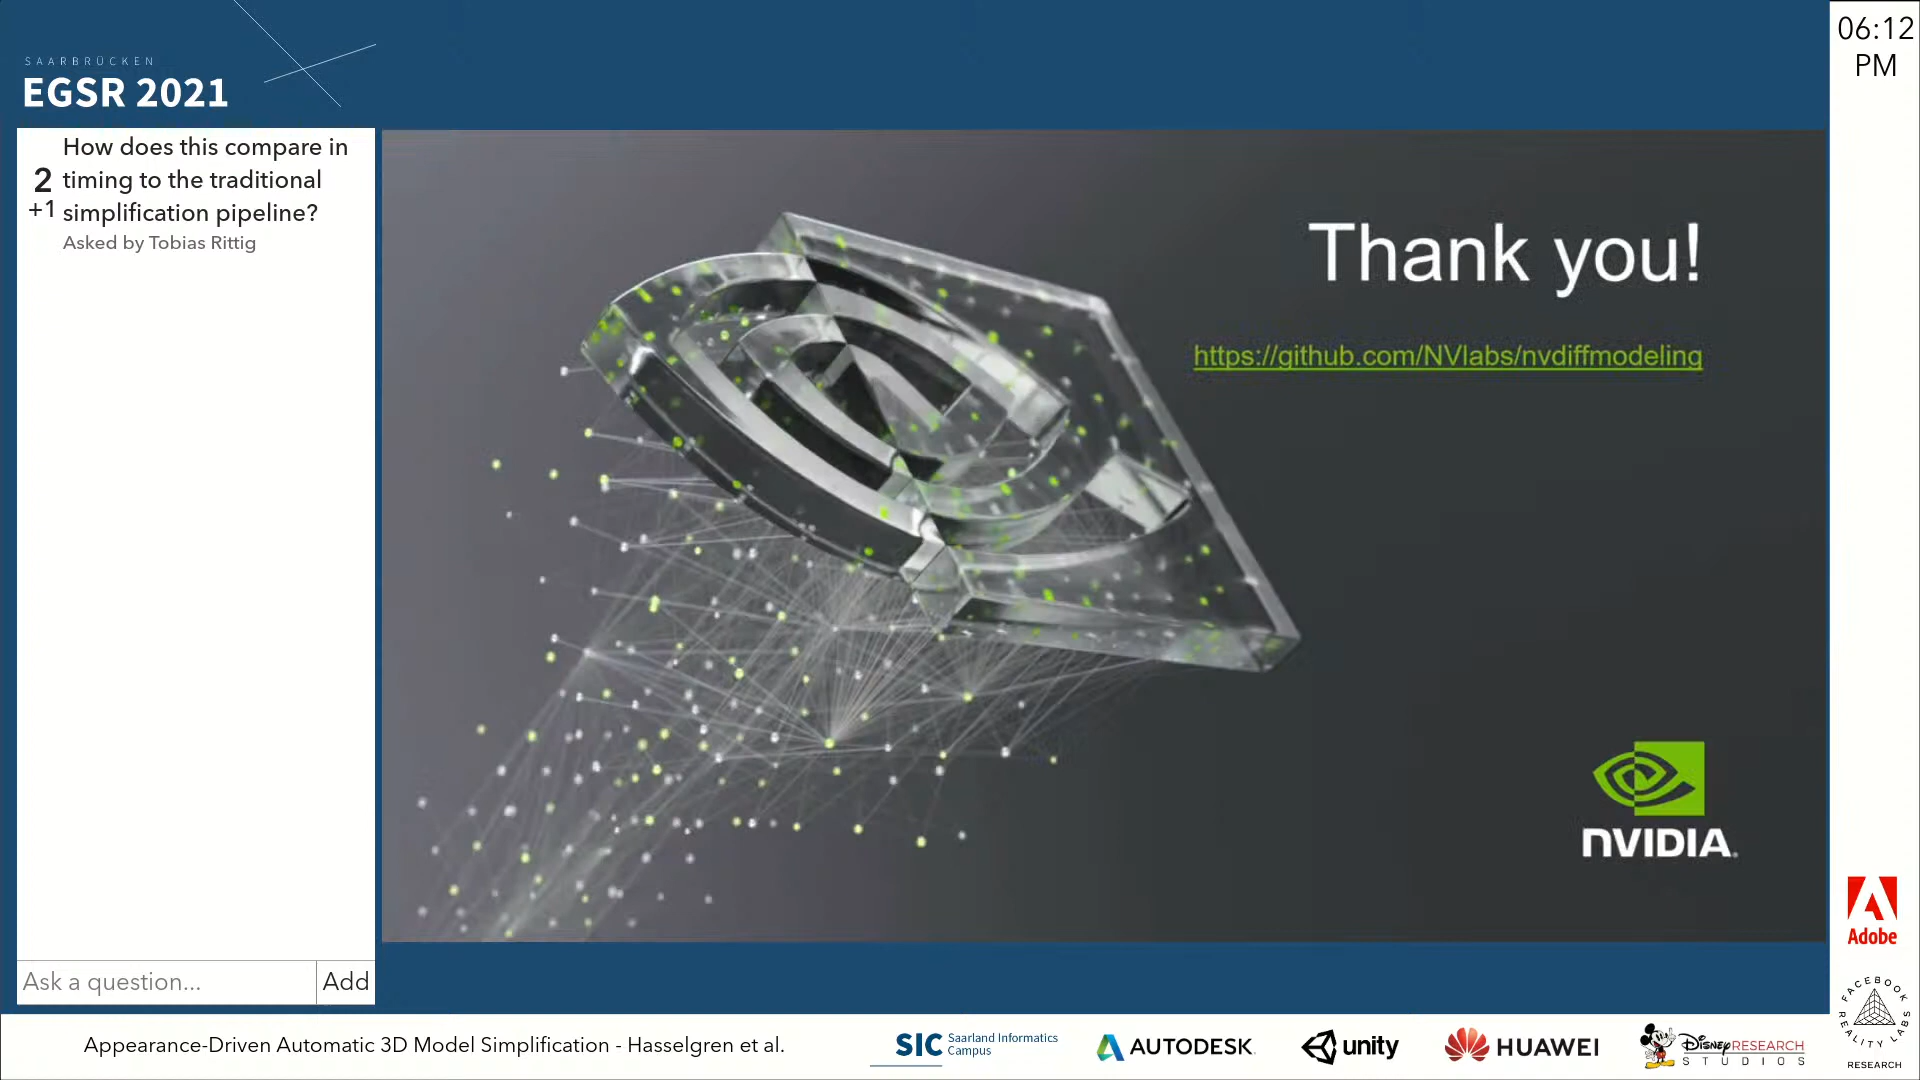 SAARBRÜCKEN
EGSR 2021
06:12
PM
How does this compare in
2 timing to the traditional
+1 simplification pipeline?
Asked by Tobias Rittig
Thank you!
https://github.com/NVlabs/nvdiffmodeling
NVIDIA.
Adobe
Ask a question...
Add
FACEBOOK REALITY LABS
RESEARCH
Appearance-Driven Automatic 3D Model Simplification - Hasselgren et al.
SIC Saarland Informatics
Campus
AUTODESK.
unity
HUAWEI
DISNEY RESEARCH
STUDIOS